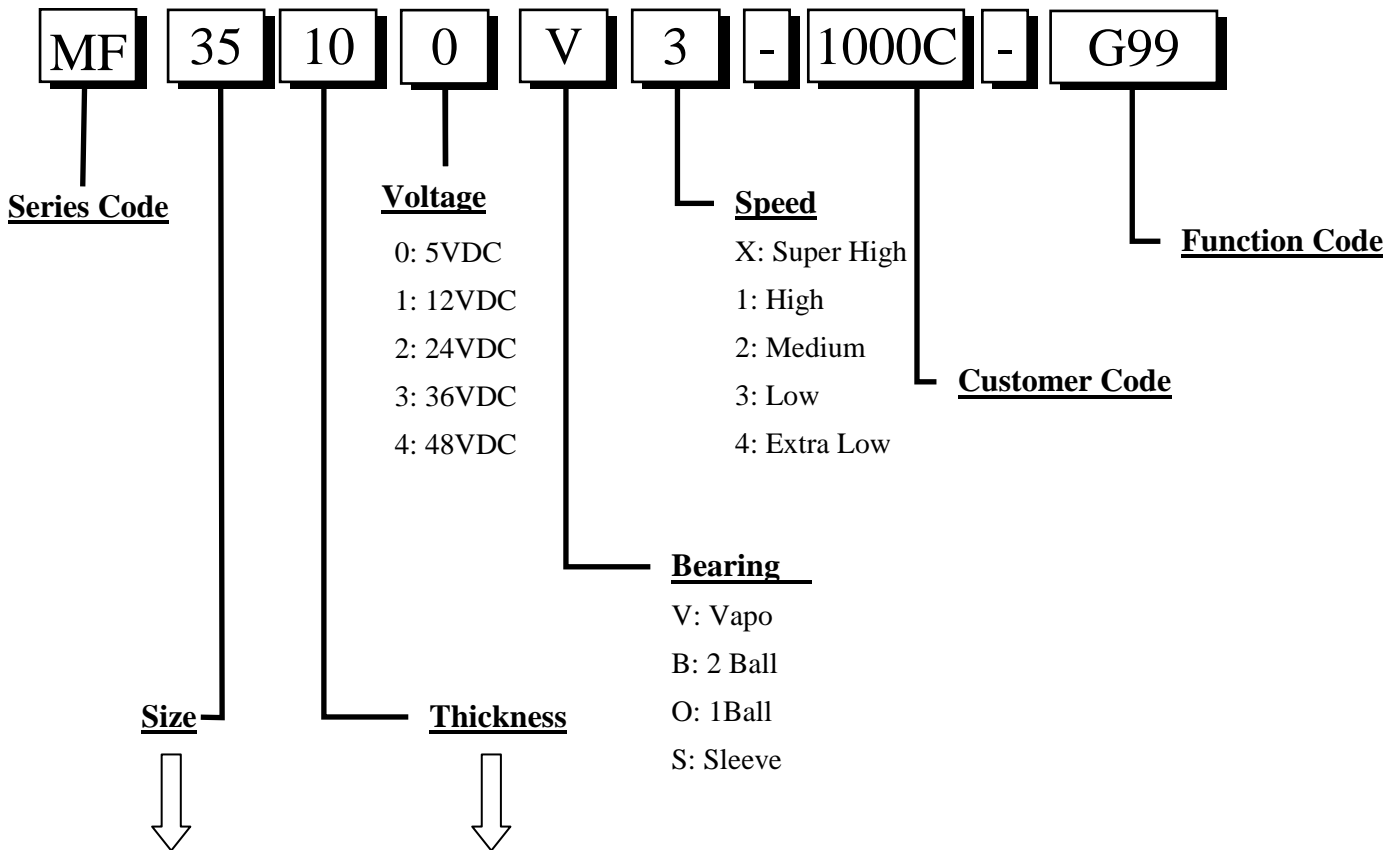 MF 35 10 0 V 3 - 1000C - G99
Series Code
Voltage
0: 5VDC
1: 12VDC
2: 24VDC
3: 36VDC
4: 48VDC
Speed
X: Super High
1: High
2: Medium
3: Low
4: Extra Low
Function Code
Customer Code
Bearing
V: Vapo
B: 2 Ball
O: 1Ball
S: Sleeve
Size
Thickness